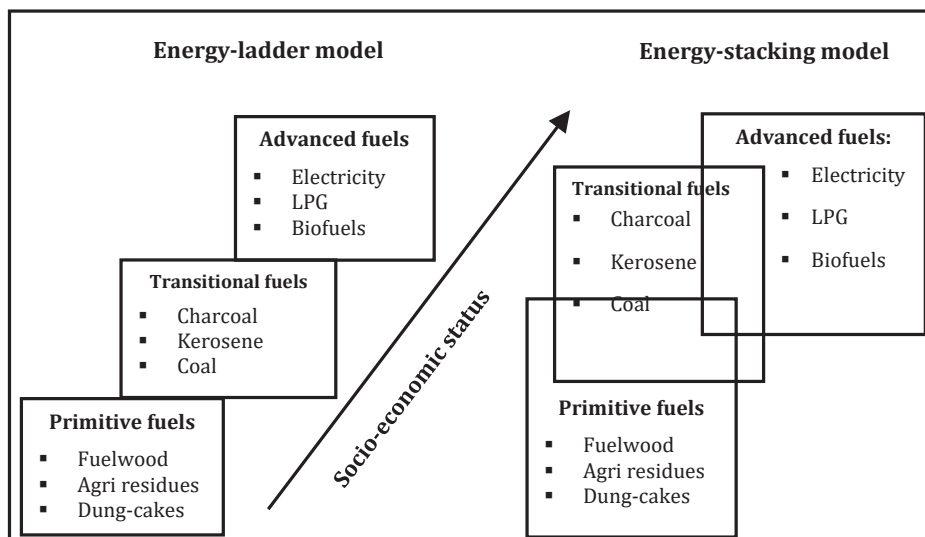 Energy-ladder model
Advanced fuels
▪ Electricity
▪ LPG
▪ Biofuels
Transitional fuels
▪ Charcoal
▪ Kerosene
▪ Coal
Primitive fuels
▪ Fuelwood
▪ Agri residues
▪ Dung-cakes
Socio-economic status
Energy-stacking model
Advanced fuels:
▪ Electricity
▪ LPG
▪ Biofuels
Transitional fuels
▪ Charcoal
▪ Kerosene
▪ Coal
Primitive fuels
▪ Fuelwood
▪ Agri residues
▪ Dung-cakes